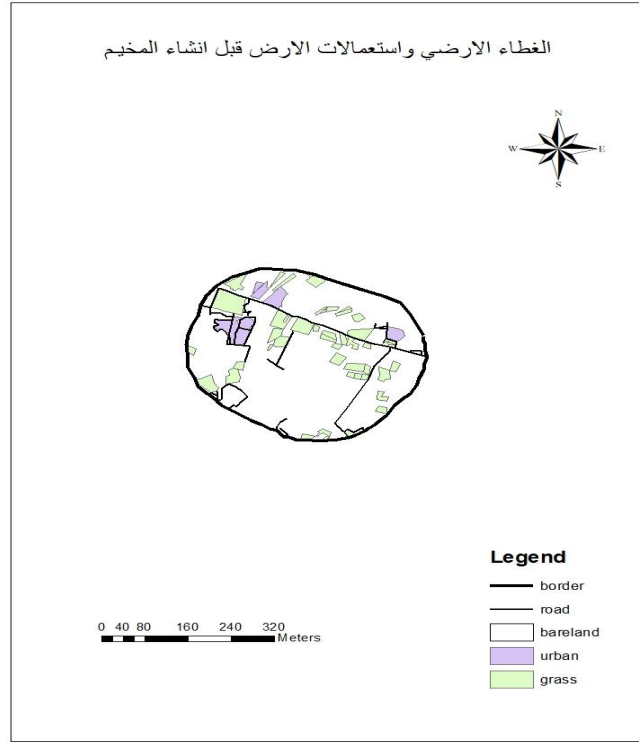 الغطاء الارضي واستعمالات الارض قبل انشاء المخيم
N
W E
S
Legend
border
road
bareland
urban
grass
0 40 80 160 240 320
Meters